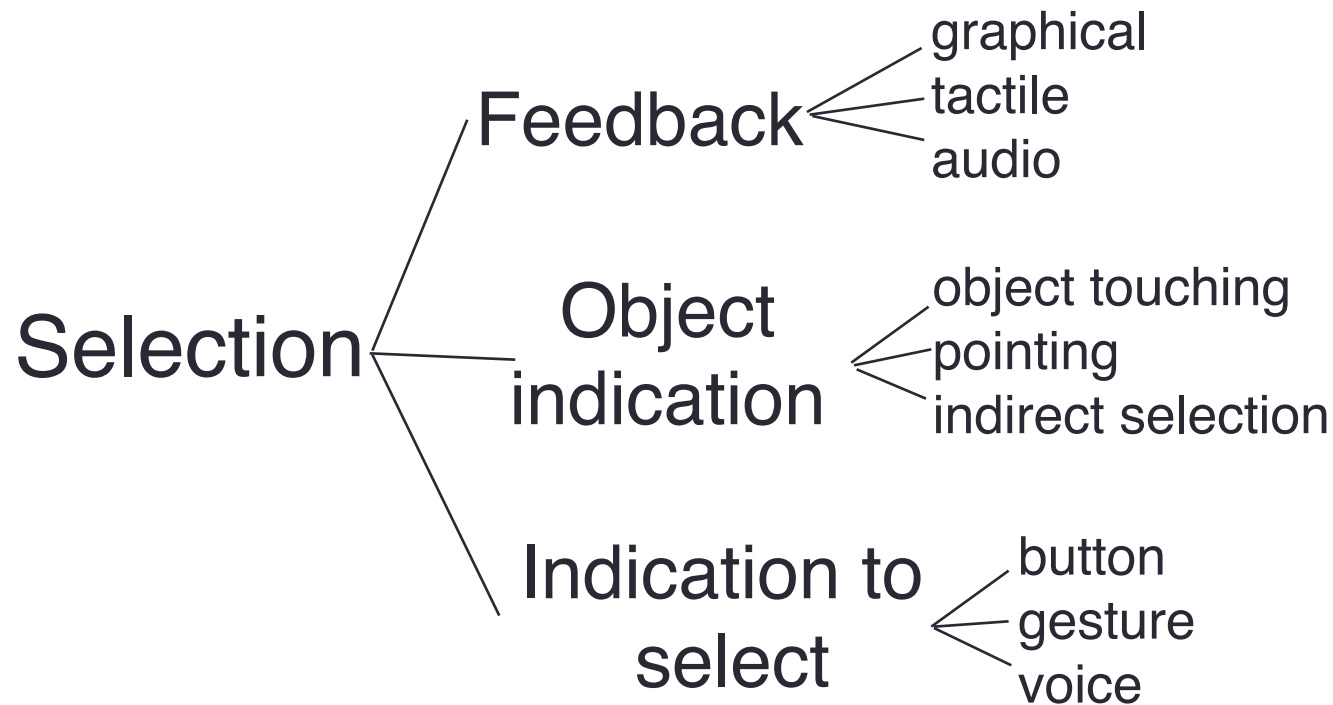 graphical
Feedback
tactile
audio
Selection
Object
indication
object touching
pointing
indirect selection
Indication to
select
button
gesture
voice